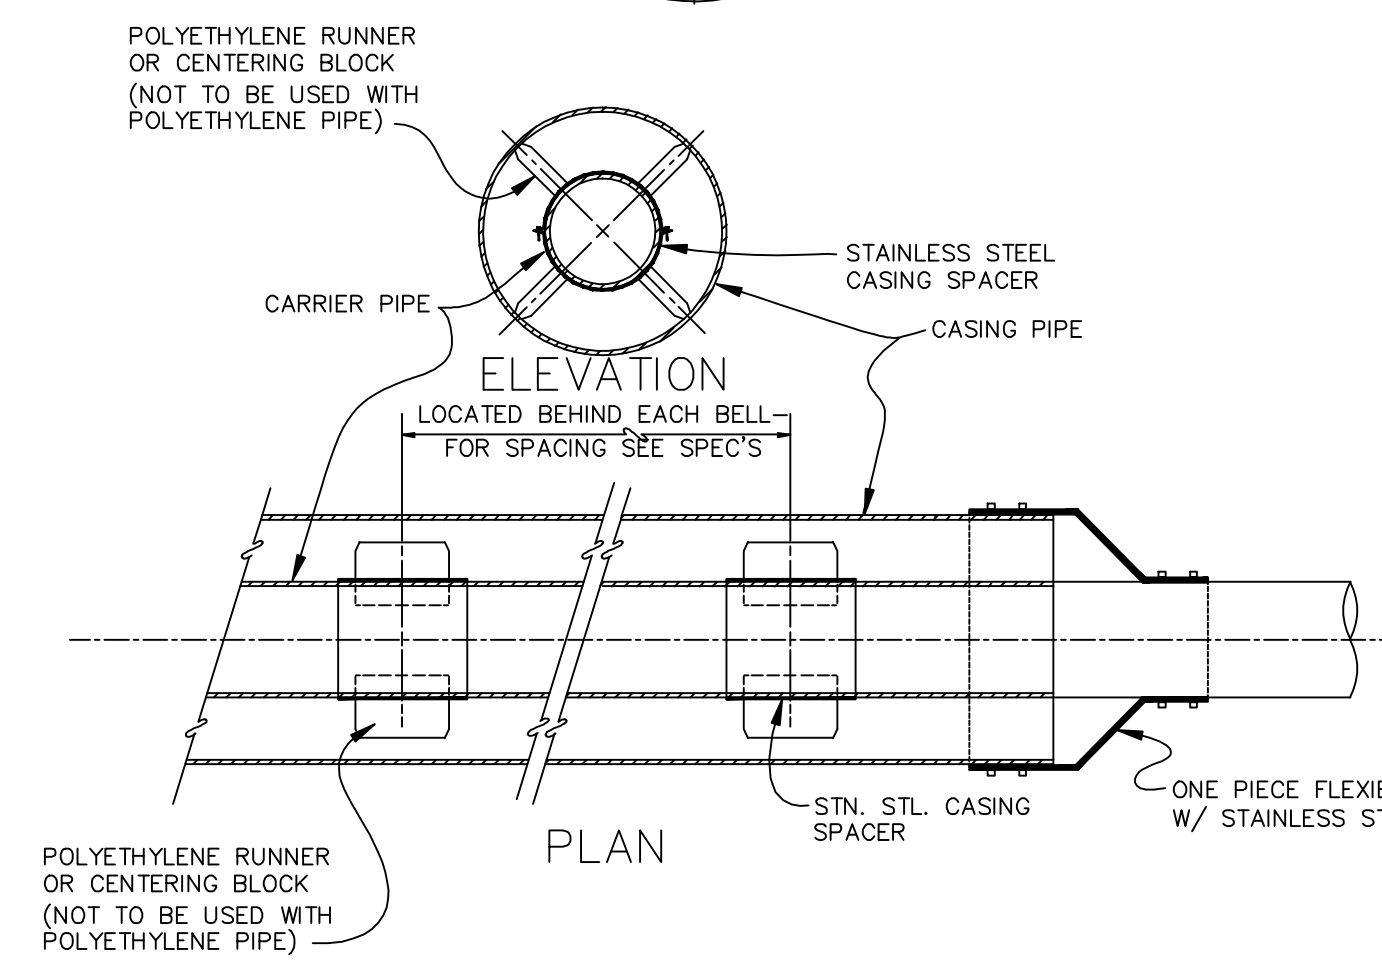 POLYETHYLENE RUNNER
OR CENTERING BLOCK
(NOT TO BE USED WITH
POLYETHYLENE PIPE)
STAINLESS STEEL
CASING SPACER
CARRIER PIPE
CASING PIPE
ELEVATION
LOCATED BEHIND EACH BELL-
FOR SPACING SEE SPEC'S
ONE PIECE
W/ STAINLESS
STN. STL. CASING
SPACER
PLAN
POLYETHYLENE RUNNER
OR CENTERING BLOCK
(NOT TO BE USED WITH
POLYETHYLENE PIPE)